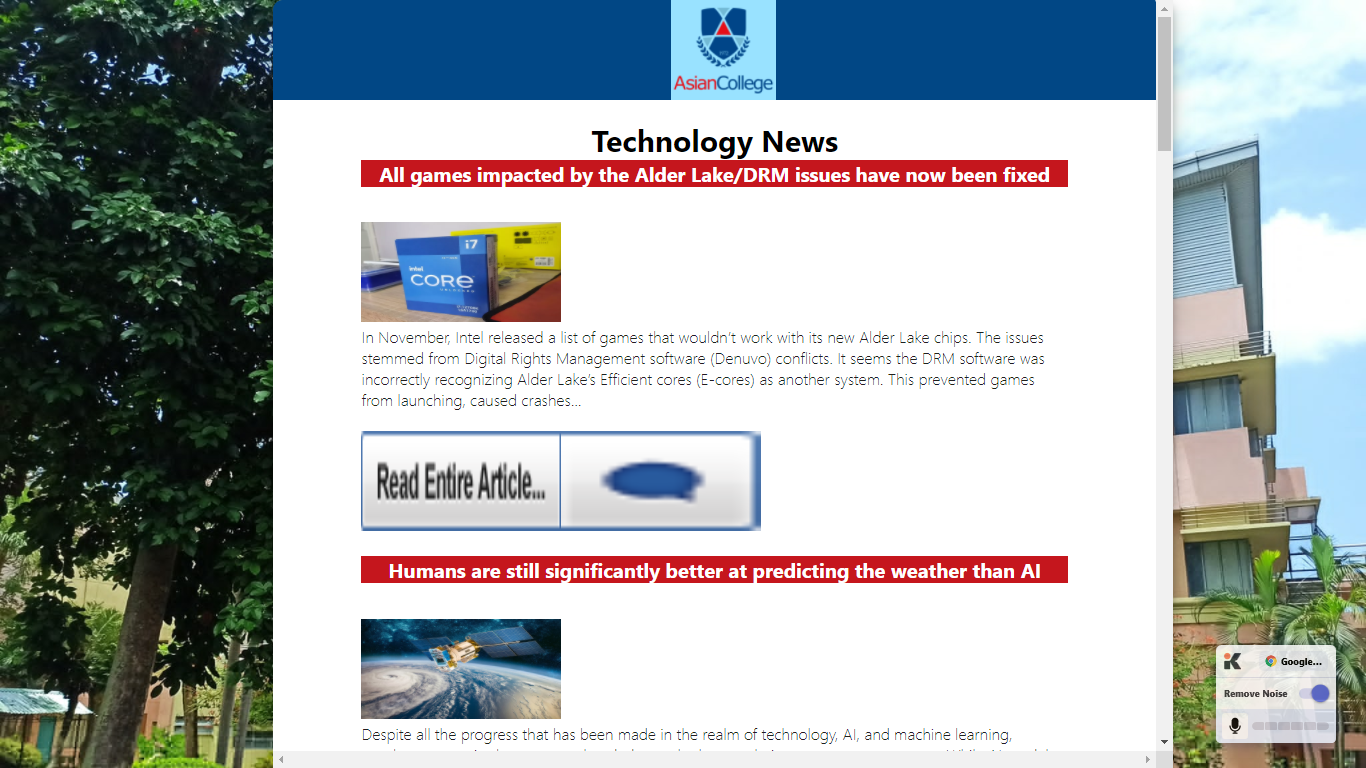 AsianCollege
Technology News
All games impacted by the Alder Lake/DRM issues have now been fixed
i7
intel
CORE
In November, Intel released a list of games that wouldn’t work with its new Alder Lake chips. The issues
stemmed from Digital Rights Management software (Denuvo) conflicts. It seems the DRM software was
incorrectly recognizing Alder Lake’s Efficient cores (E-cores) as another system. This prevented games
from launching, caused crashes...
Read Entire Article...
Humans are still significantly better at predicting the weather than AI
Despite all the progress that has been made in the realm of technology, AI, and machine learning,
Google...
Remove Noise